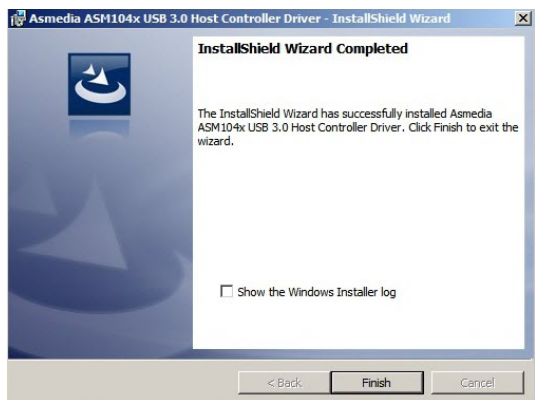 Asmedia ASM104x USB 3.0 Host Controller Driver - InstallShield Wizard
InstallShield Wizard Completed
The InstallShield Wizard has successfully installed Asmedia
ASM104x USB 3.0 Host Controller Driver. Click Finish to exit the
wizard.
Show the Windows Installer log
< Back
Finish
Cancel